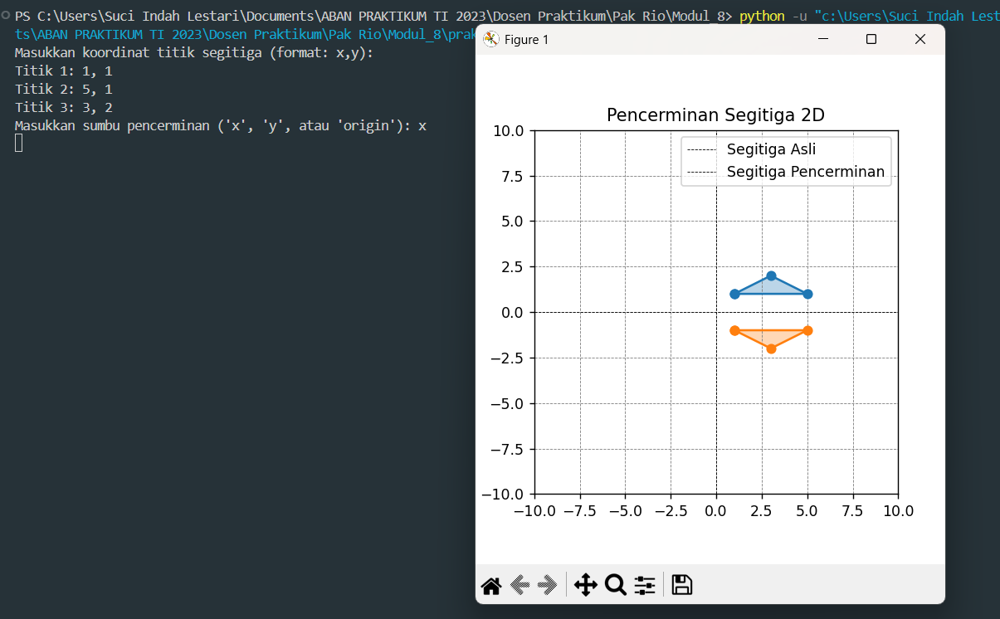 PS C:\Users\Suci Indah Lestari\Documents\ABAN PRAKTIKUM TI 2023\Dosen Praktikum\Pak Rio\Modul_8> python -u "c:\Users\Suci Indah Lest
ts\ABAN PRAKTIKUM TI 2023\Dosen Praktikum\Pak Rio\Modul_8\prak
Masukkan koordinat titik segitiga (format: x,y):
Titik 1: 1, 1
Titik 2: 5, 1
Titik 3: 3, 2
Masukkan sumbu pencerminan ('x', 'y', atau 'origin'): x
Figure 1
Pencerminan Segitiga 2D
Segitiga Asli
Segitiga Pencerminan
10.0
7.5
5.0
2.5
0.0
−2.5
−5.0
−7.5
−10.0
−10.0 −7.5 −5.0 −2.5 0.0 2.5 5.0 7.5 10.0